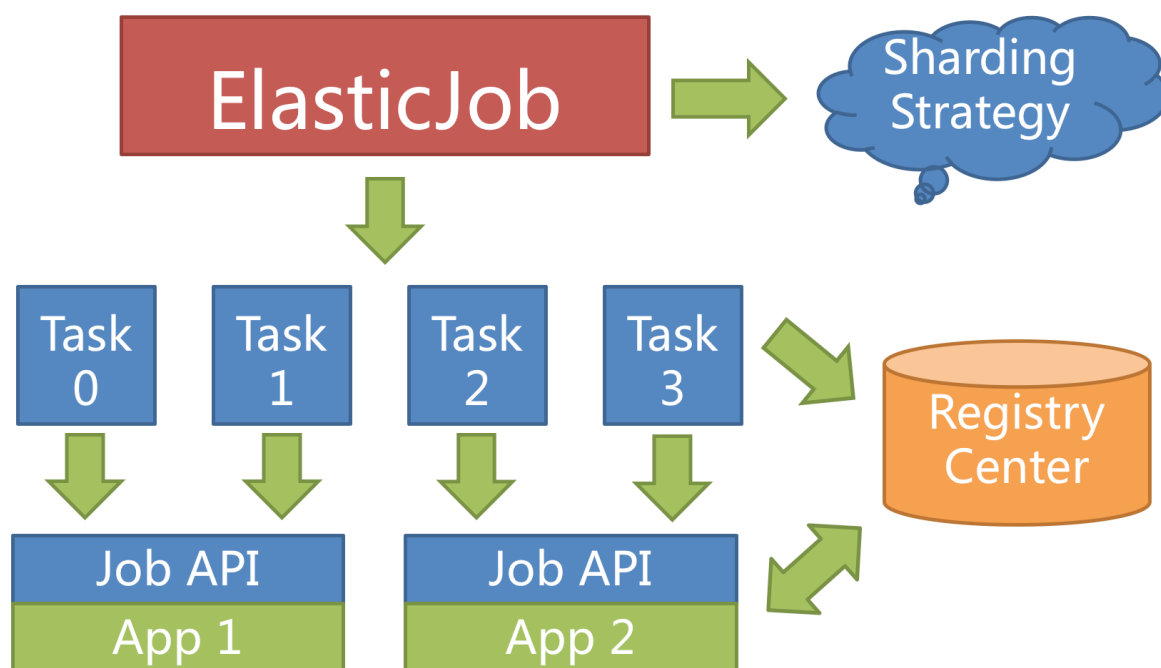 ElasticJob
Sharding
Strategy
Task
0
Task
1
Task
2
Task
3
Registry
Center
Job API
App 1
Job API
App 2